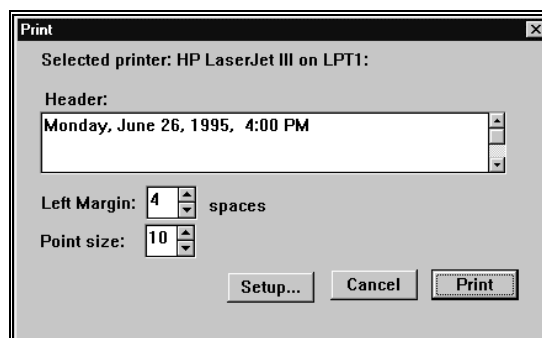 Print
Selected printer: HP LaserJet III on LPT1:
Header:
Monday, June 26, 1995,  4:00 PM
Left Margin: 4 spaces
Point size: 10
Setup... Cancel Print